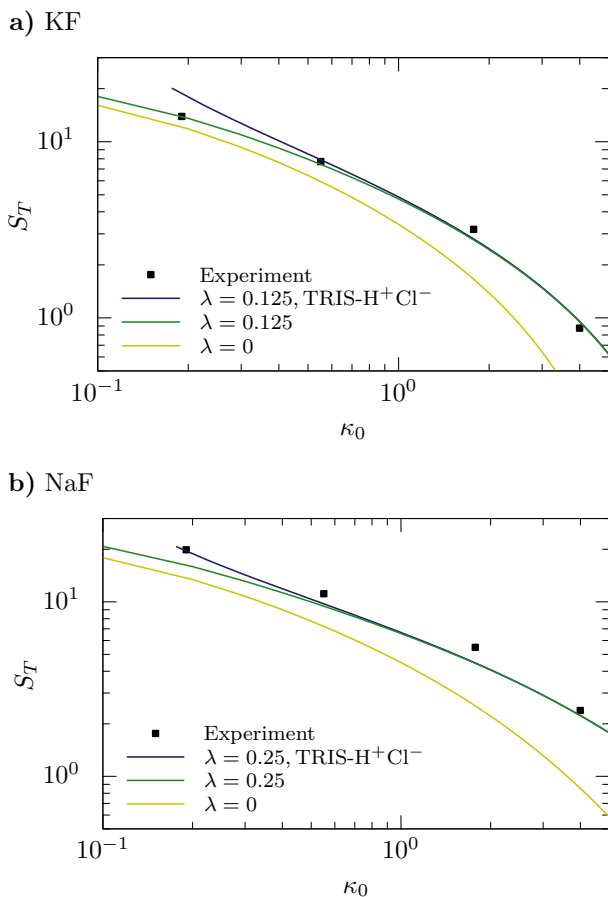 a) KF
S_T
10^1
10^0
Experiment
λ = 0.125, TRIS-H^+Cl^−
λ = 0.125
λ = 0
10^−1 10^0
κ_0
b) NaF
S_T
10^1
10^0
Experiment
λ = 0.25, TRIS-H^+Cl^−
λ = 0.25
λ = 0
10^−1 10^0
κ_0